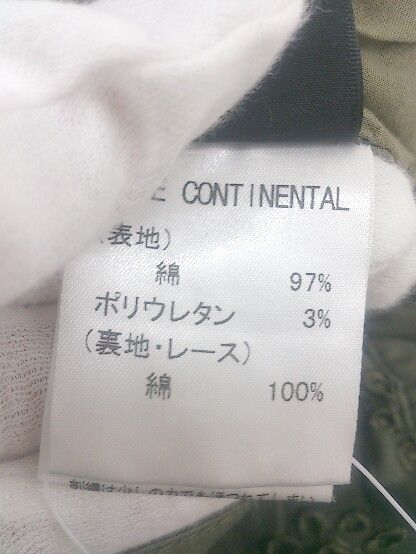 CONTINENTAL
(表地)
綿 97%
ポリウレタン 3%
(裏地・レース)
綿 100%